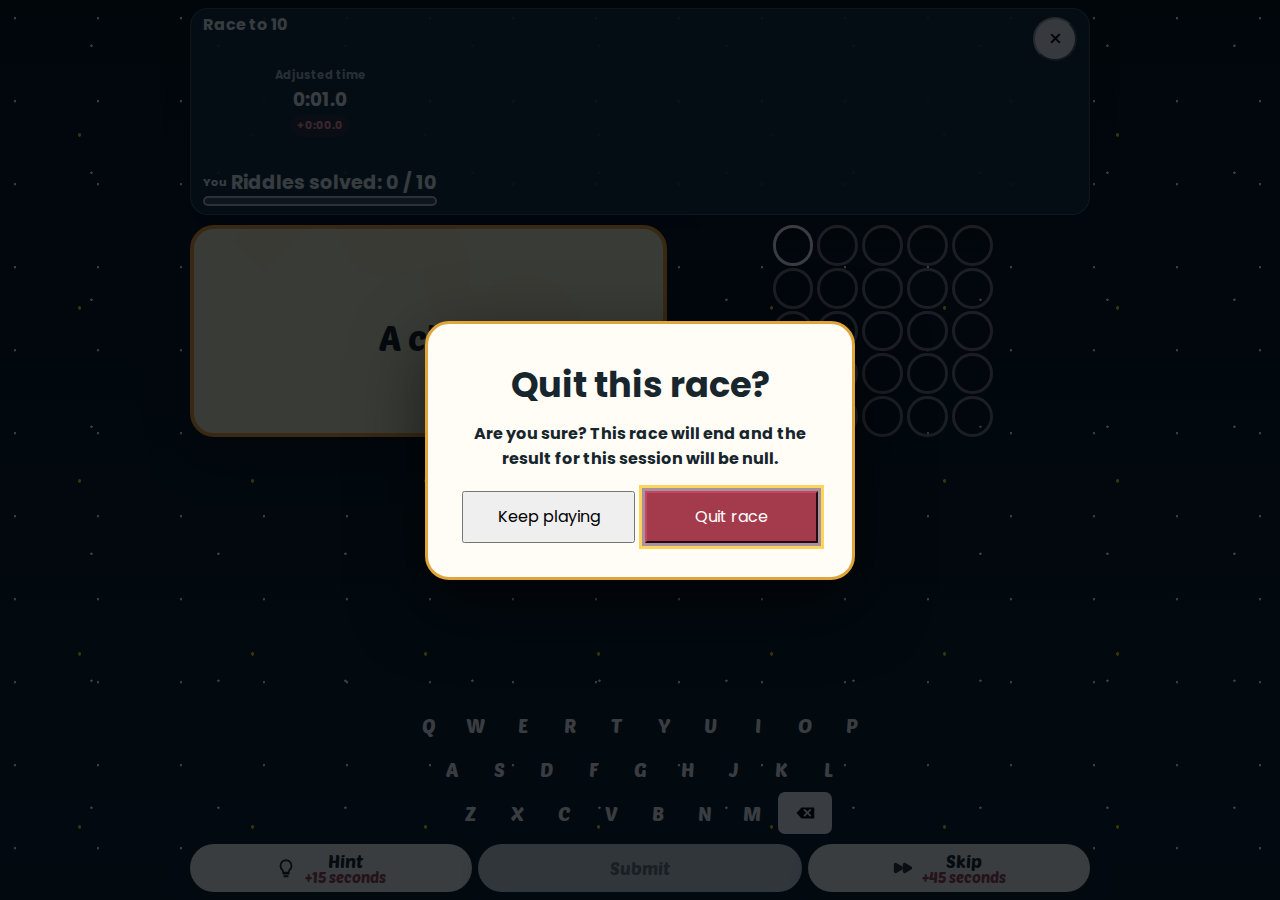 Race to 10
Adjusted time
0:01.0
+0:00.0
You Riddles solved: 0 / 10
A
Quit this race?
Are you sure? This race will end and the
result for this session will be null.
Keep playing
Quit race
Q W E R T Y U I O P
A S D F G H J K L
Z X C V B N M
Hint
+15 seconds
Submit
Skip
+45 seconds